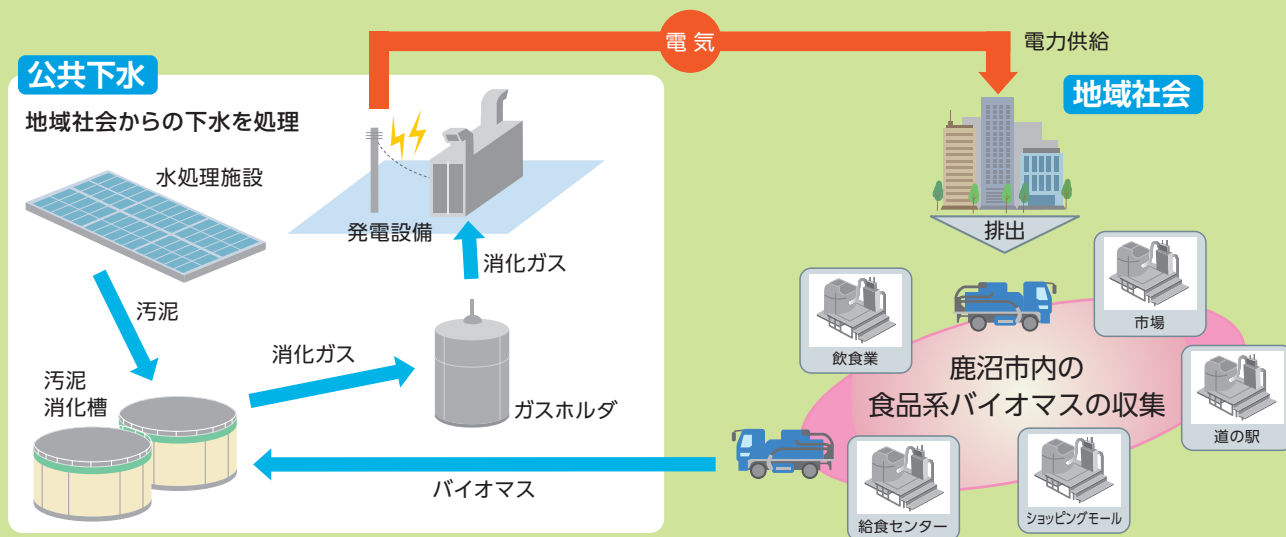 電気
電力供給
公共下水
地域社会
地域社会からの下水を処理
水処理施設
発電設備
排出
消化ガス
汚泥
市場
飲食業
消化ガス
鹿沼市内の
食品系バイオマスの収集
汚泥
消化槽
ガスホルダ
道の駅
バイオマス
給食センター
ショッピングモール